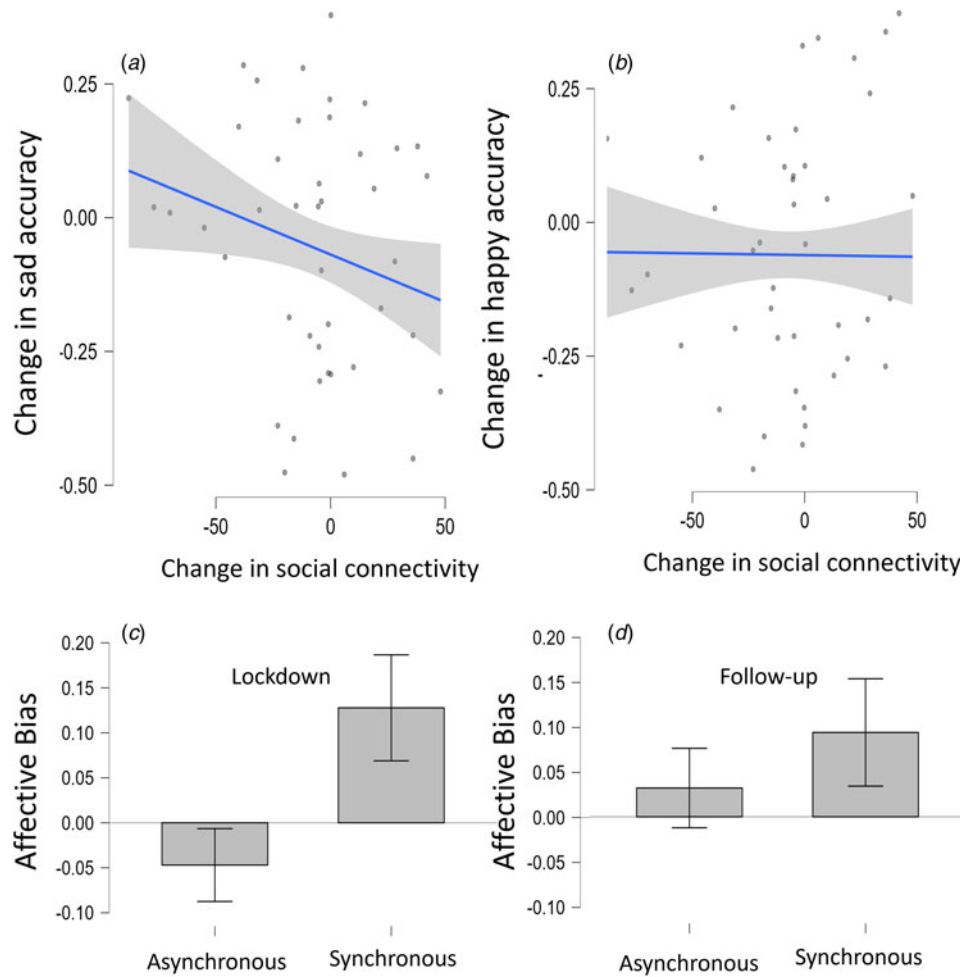 (a)
Change in sad accuracy
0.25
0.00
-0.25
-0.50
-50
0
50
Change in social connectivity
(b)
Change in happy accuracy
0.25
0.00
-0.25
-0.50
-50
0
50
Change in social connectivity
(c)
Lockdown
Affective Bias
0.20
0.15
0.10
0.05
0.00
-0.05
-0.10
Asynchronous
Synchronous
(d)
Follow-up
Affective Bias
0.20
0.15
0.10
0.05
0.00
-0.05
-0.10
Asynchronous
Synchronous